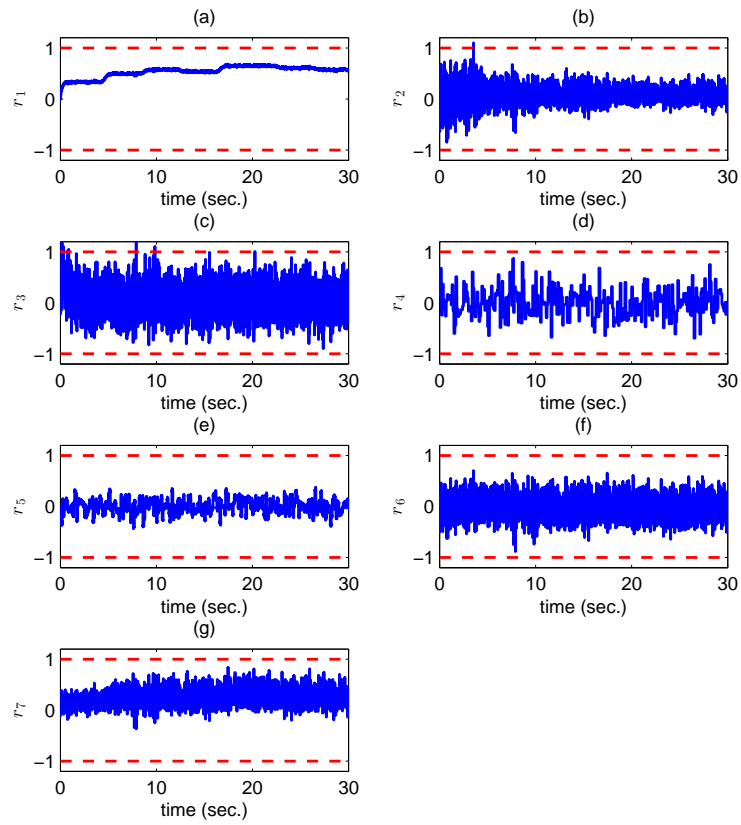 (a)
1
0
−1
r1
0 10 20 30
time (sec.)
(b)
1
0
−1
r2
0 10 20 30
time (sec.)
(c)
1
0
−1
r3
0 10 20 30
time (sec.)
(d)
1
0
−1
r4
0 10 20 30
time (sec.)
(e)
1
0
−1
r5
0 10 20 30
time (sec.)
(f)
1
0
−1
r6
0 10 20 30
time (sec.)
(g)
1
0
−1
r7
0 10 20 30
time (sec.)